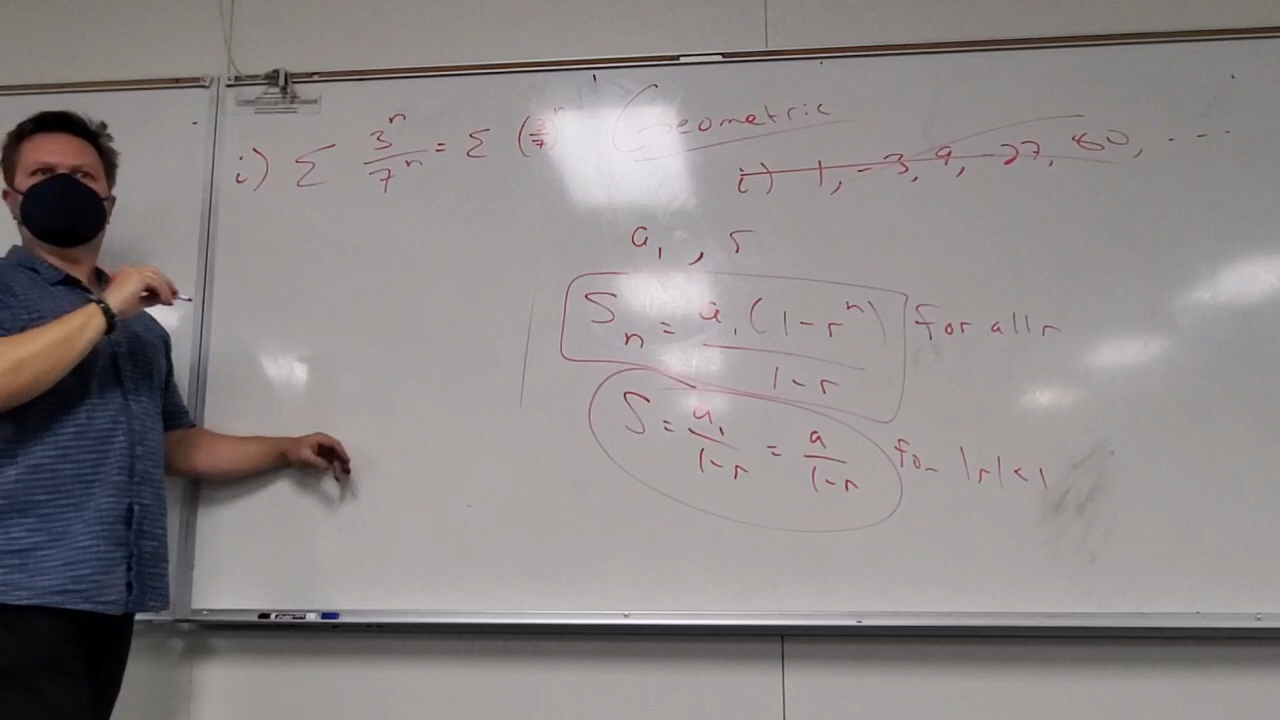 i) Σ 3^n/7^n = Σ (3/7)^n
Geometric
i) 1, -3, 9, -27, 80, ...
a₁, r
Sₙ = a₁(1-rⁿ)/(1-r) for all r
S = a₁/(1-r) = a/(1-r) for |r|<1